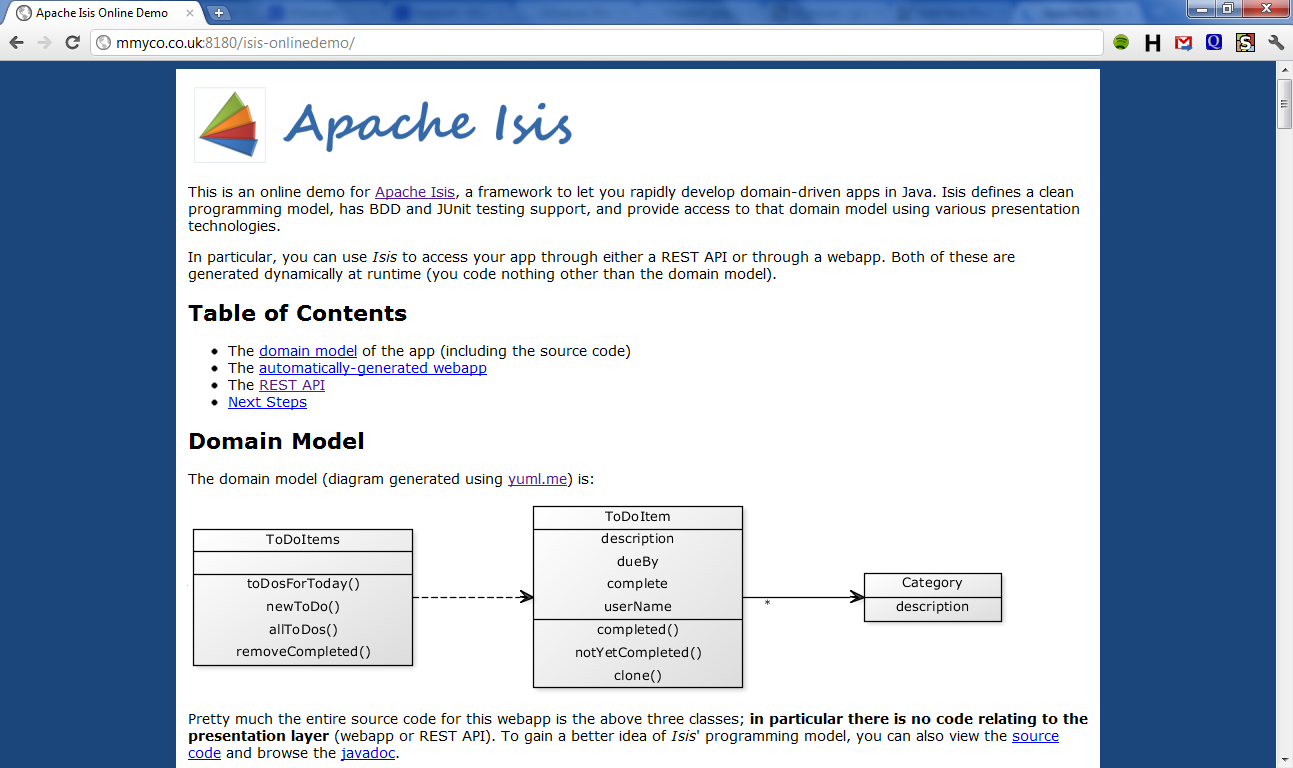 Apache Isis Online Demo
mmyco.co.uk:8180/isis-onlinedemo/
Apache Isis
This is an online demo for Apache Isis, a framework to let you rapidly develop domain-driven apps in Java. Isis defines a clean
programming model, has BDD and JUnit testing support, and provide access to that domain model using various presentation
technologies.
In particular, you can use Isis to access your app through either a REST API or through a webapp. Both of these are
generated dynamically at runtime (you code nothing other than the domain model).
Table of Contents
The domain model of the app (including the source code)
The automatically-generated webapp
The REST API
Next Steps
Domain Model
The domain model (diagram generated using yuml.me) is:
ToDoItems
toDosForToday()
newToDo()
allToDos()
removeCompleted()
ToDoItem
description
dueBy
complete
userName
completed()
notYetCompleted()
clone()
*
Category
description
Pretty much the entire source code for this webapp is the above three classes; in particular there is no code relating to the
presentation layer (webapp or REST API). To gain a better idea of Isis' programming model, you can also view the source
code and browse the javadoc.